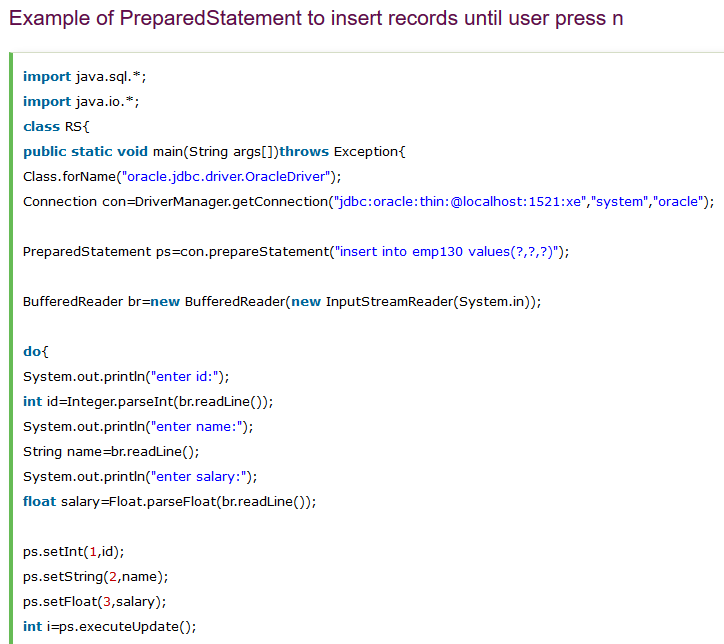 Example of PreparedStatement to insert records until user press n
import java.sql.*;
import java.io.*;
class RS{
public static void main(String args[])throws Exception{
Class.forName("oracle.jdbc.driver.OracleDriver");
Connection con=DriverManager.getConnection("jdbc:oracle:thin:@localhost:1521:xe","system","oracle");
PreparedStatement ps=con.prepareStatement("insert into emp130 values(?,?,?)");
BufferedReader br=new BufferedReader(new InputStreamReader(System.in));
do{
System.out.println("enter id:");
int id=Integer.parseInt(br.readLine());
System.out.println("enter name:");
String name=br.readLine();
System.out.println("enter salary:");
float salary=Float.parseFloat(br.readLine());
ps.setInt(1,id);
ps.setString(2,name);
ps.setFloat(3,salary);
int i=ps.executeUpdate();